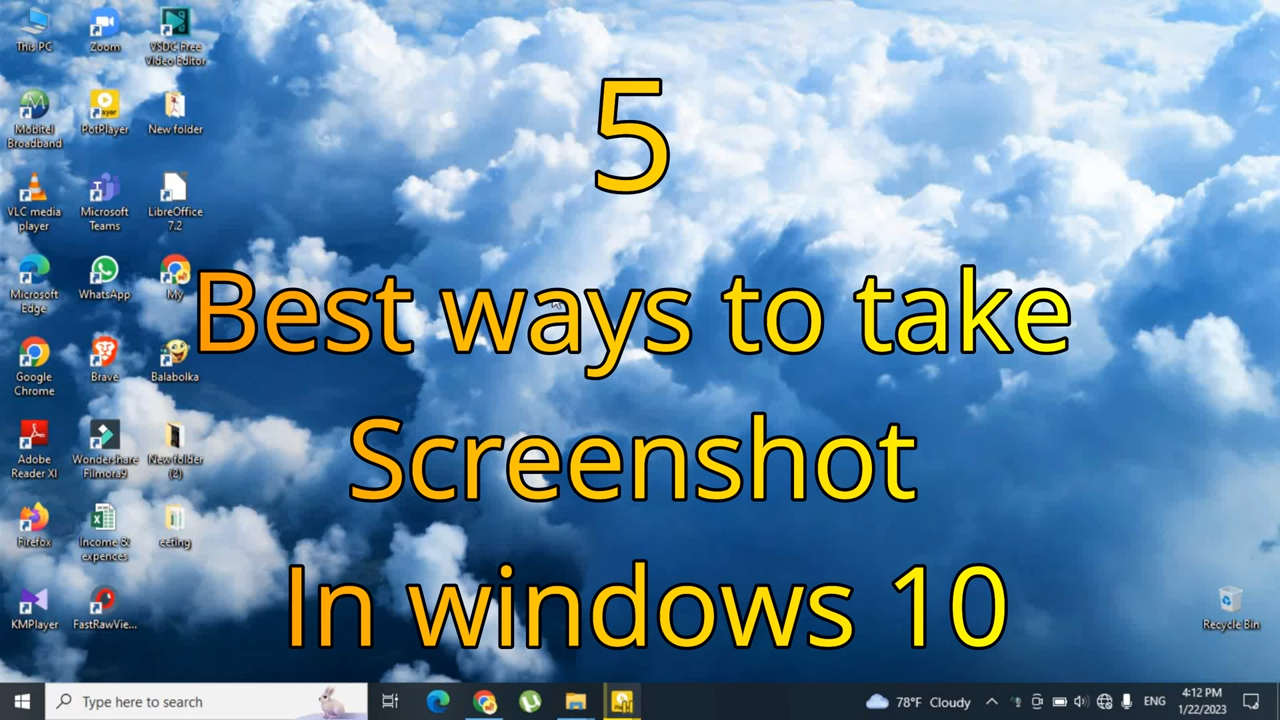 5
Best ways to take
Screenshot
In windows 10
This PC
Zoom
VSDC Free
Video Editor
Mobitel
Broadband
PotPlayer
New folder
VLC media
player
Microsoft
Teams
LibreOffice
7.2
Microsoft
Edge
WhatsApp
My
Google
Chrome
Brave
Balabolka
Adobe
Reader XI
Wondershare
Filmora9
New folder
(2)
Firefox
Income &
expences
eeting
KMPlayer
FastRawVie...
Recycle Bin
Type here to search
78°F Cloudy
ENG
4:12 PM
1/22/2023